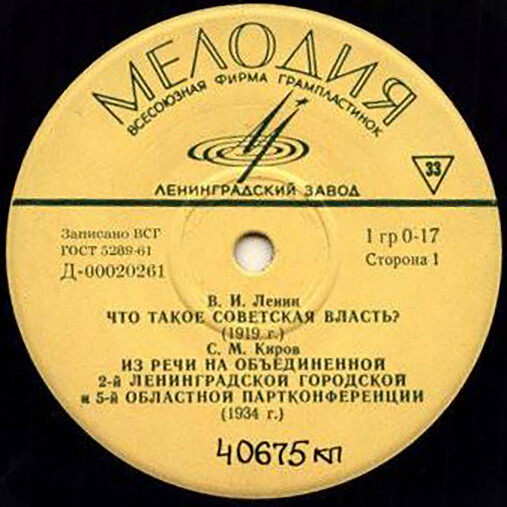 МЕЛОДИЯ
ВСЕСОЮЗНАЯ ФИРМА ГРАМПЛАСТИНОК
ЛЕНИНГРАДСКИЙ ЗАВОД
33
Записано ВСГ
ГОСТ 5289-61
Д-00020261
1 гр 0-17
Сторона 1
В. И. Ленин
ЧТО ТАКОЕ СОВЕТСКАЯ ВЛАСТЬ?
(1919 г.)
С. М. Киров
ИЗ РЕЧИ НА ОБЪЕДИНЕННОЙ
2-й ЛЕНИНГРАДСКОЙ ГОРОДСКОЙ
и 5-й ОБЛАСТНОЙ ПАРТКОНФЕРЕНЦИИ
(1934 г.)
40675 кп